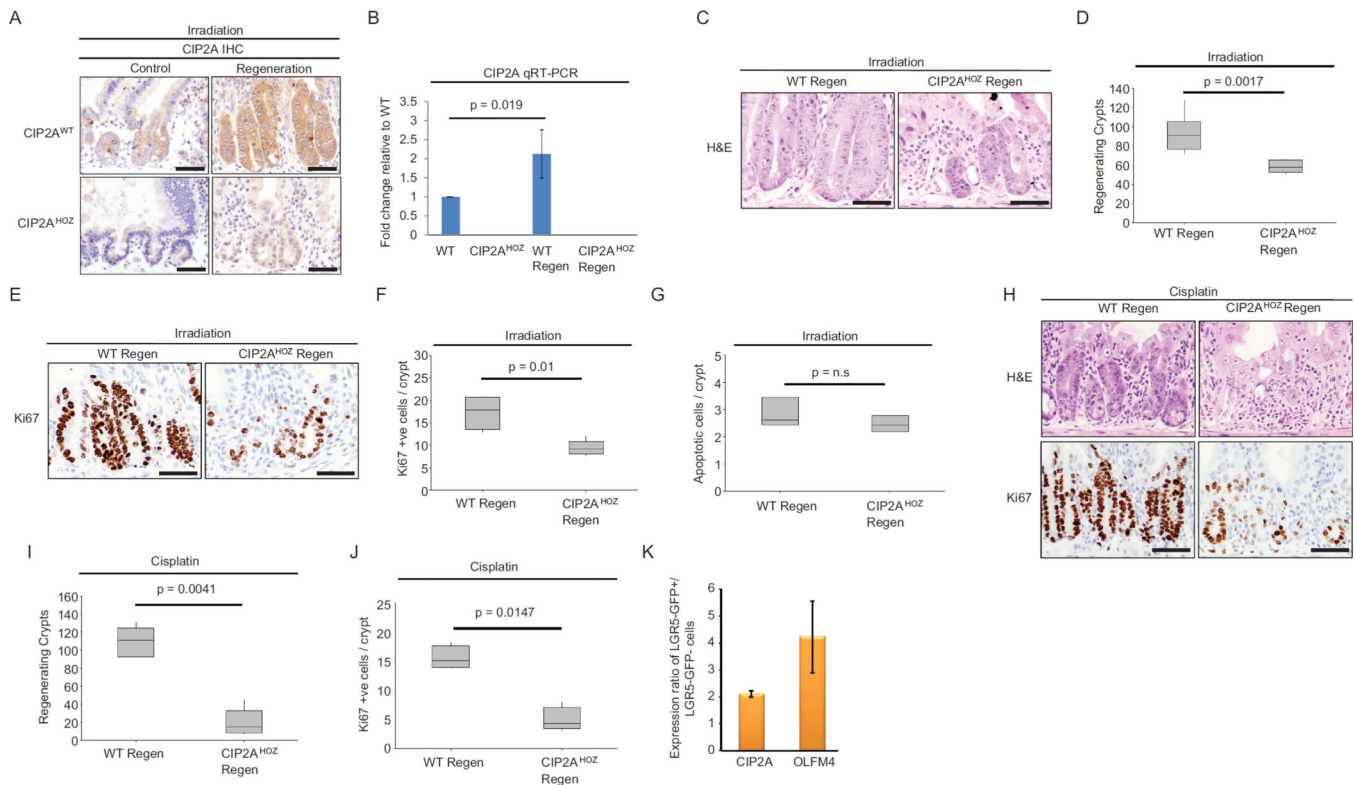 A
Irradiation
CIP2A IHC
Control Regeneration
CIP2A^WT
CIP2A^HOZ
B
CIP2A qRT-PCR
p = 0.019
Fold change relative to WT
3.5
3
2.5
2
1.5
1
0.5
0
WT CIP2A^HOZ WT Regen CIP2A^HOZ Regen
C
Irradiation
WT Regen CIP2A^HOZ Regen
H&E
D
Irradiation
p = 0.0017
Regenerating Crypts
140
120
100
80
60
40
20
0
WT Regen CIP2A^HOZ
Regen
E
Irradiation
WT Regen CIP2A^HOZ Regen
Ki67
F
Irradiation
p = 0.01
Ki67 +ve cells / crypt
30
25
20
15
10
5
0
WT Regen CIP2A^HOZ
Regen
G
Irradiation
p = n.s
Apoptotic cells / crypt
5
4
3
2
1
0
WT Regen CIP2A^HOZ
Regen
H
Cisplatin
WT Regen CIP2A^HOZ Regen
H&E
Ki67
I
Cisplatin
p = 0.0041
Regenerating Crypts
160
140
120
100
80
60
40
20
0
WT Regen CIP2A^HOZ
Regen
J
Cisplatin
p = 0.0147
Ki67 +ve cells / crypt
25
20
15
10
5
0
WT Regen CIP2A^HOZ
Regen
K
Expression ratio of LGR5-GFP+/
LGR5-GFP- cells
6
5
4
3
2
1
0
CIP2A OLFM4